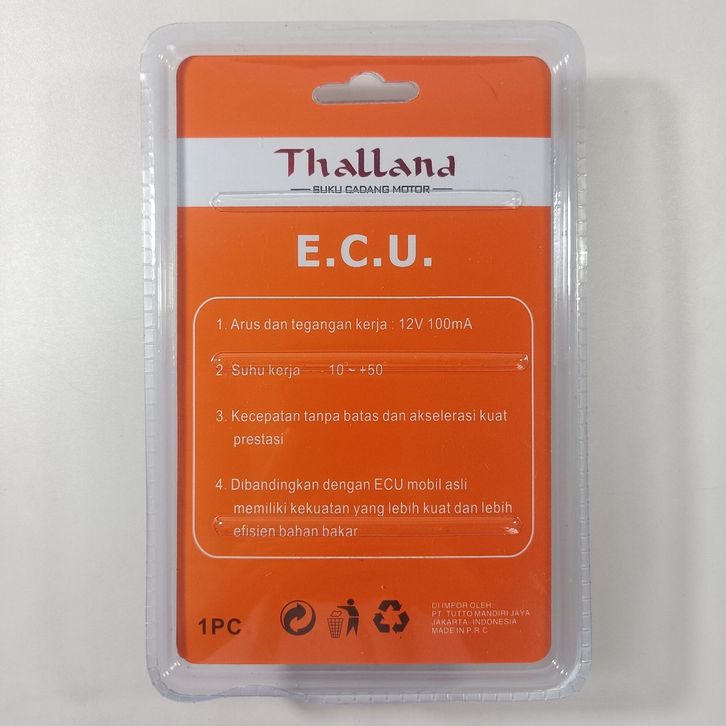 Thalland
SUKU CADANG MOTOR
E.C.U.
1. Arus dan tegangan kerja : 12V 100mA
2. Suhu kerja - 10 ~ +50
3. Kecepatan tanpa batas dan akselerasi kuat
prestasi
4. Dibandingkan dengan ECU mobil asli
memiliki kekuatan yang lebih kuat dan lebih
efisien bahan bakar
1PC
DI IMPOR OLEH:
PT. TUTTO MANDIRI JAYA
JAKARTA- INDONESIA
MADE IN P.R.C